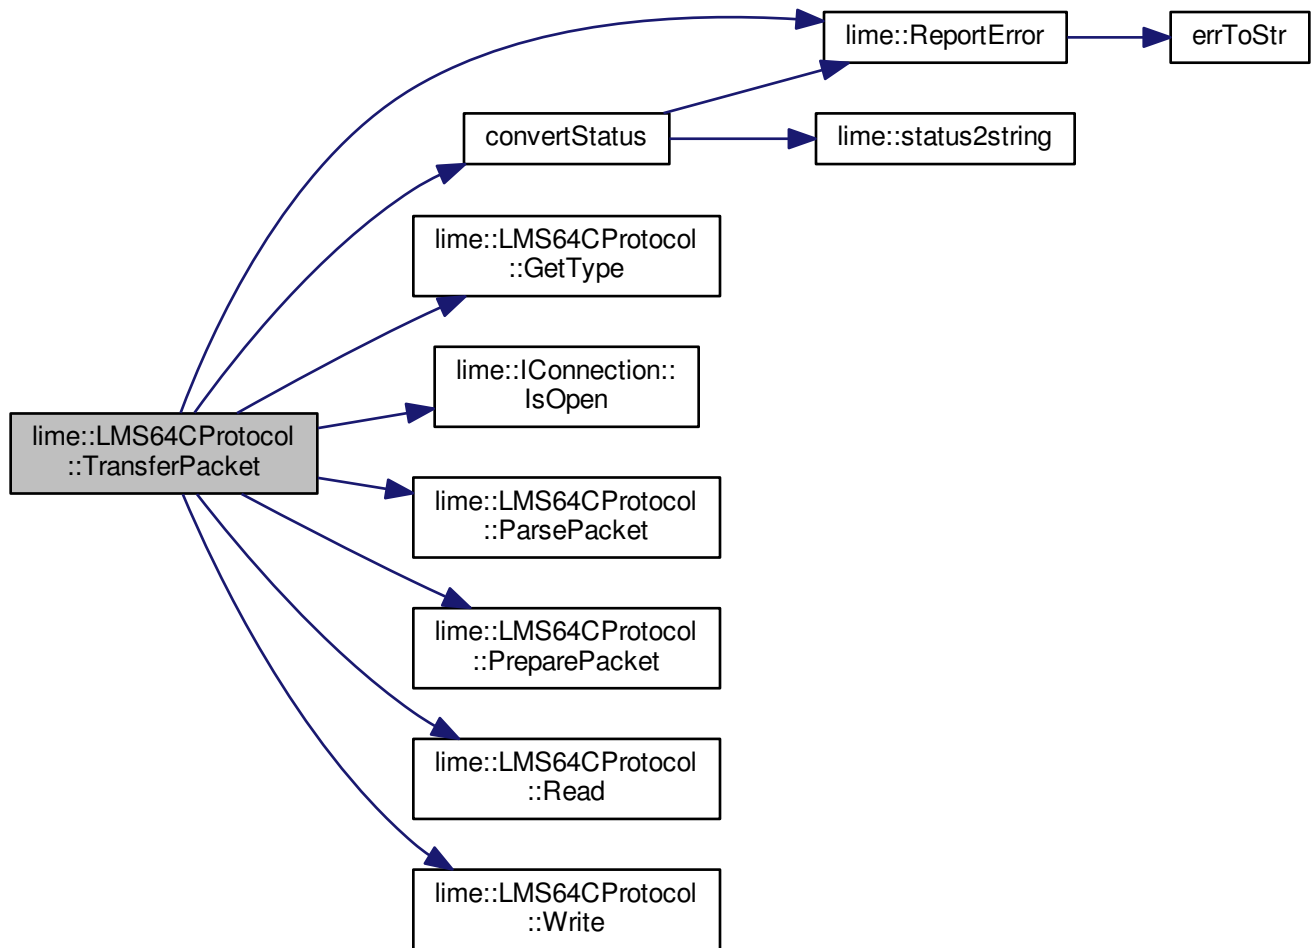 lime::ReportError
errToStr
convertStatus
lime::status2string
lime::LMS64CProtocol
::GetType
lime::IConnection::
IsOpen
lime::LMS64CProtocol
::TransferPacket
lime::LMS64CProtocol
::ParsePacket
lime::LMS64CProtocol
::PreparePacket
lime::LMS64CProtocol
::Read
lime::LMS64CProtocol
::Write